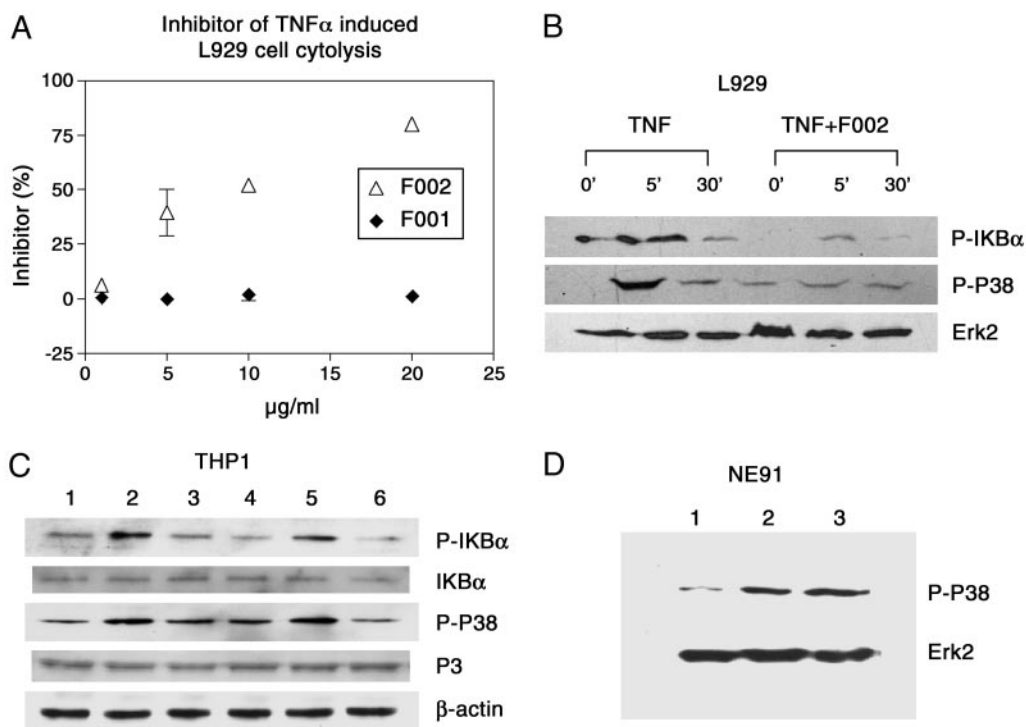 A
Inhibitor of TNFα induced
L929 cell cytolysis
100
75
50
25
0
-25
Inhibitor (%)
F002
F001
0 5 10 15 20 25
µg/ml
B
L929
TNF TNF+F002
0' 5' 30' 0' 5' 30'
P-IKBα
P-P38
Erk2
C
THP1
1 2 3 4 5 6
P-IKBα
IKBα
P-P38
P3
β-actin
D
NE91
1 2 3
P-P38
Erk2